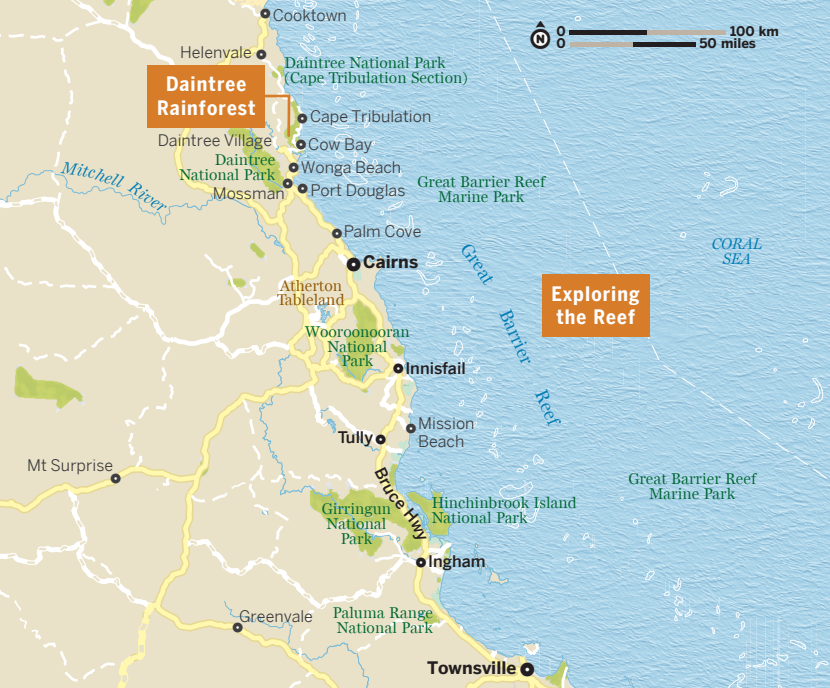 Cooktown
0 100 km
N
0 50 miles
Helenvale
Daintree National Park
(Cape Tribulation Section)
Daintree
Rainforest
Cape Tribulation
Daintree Village
Cow Bay
Daintree
National Park
Wonga Beach
Mitchell River
Mossman
Port Douglas
Great Barrier Reef
Marine Park
Palm Cove
CORAL
SEA
Cairns
Great
Barrier
Reef
Atherton
Tableland
Exploring
the Reef
Wooroonooran
National
Park
Innisfail
Mission
Beach
Tully
Mt Surprise
Bruce Hwy
Great Barrier Reef
Marine Park
Girringun
National
Park
Hinchinbrook Island
National Park
Ingham
Greenvale
Paluma Range
National Park
Townsville